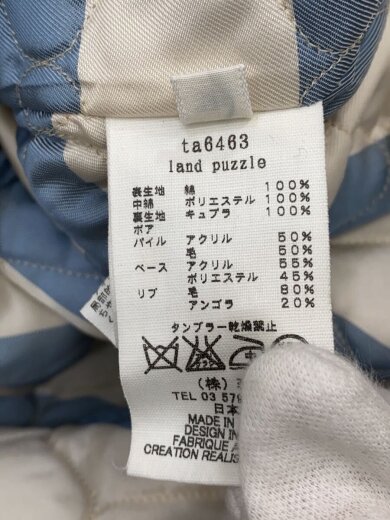 ta6463
land puzzle
表生地 綿 100%
中綿 ポリエステル 100%
裏生地 キュプラ 100%
ボア
パイル アクリル 50%
毛 50%
ベース アクリル 55%
ポリエステル 45%
リブ 毛 80%
アンゴラ 20%
タンブラー乾燥禁止
(株)
TEL 03 579
日本
MADE IN
DESIGN IN
FABRIQUE A
CREATION REALIS